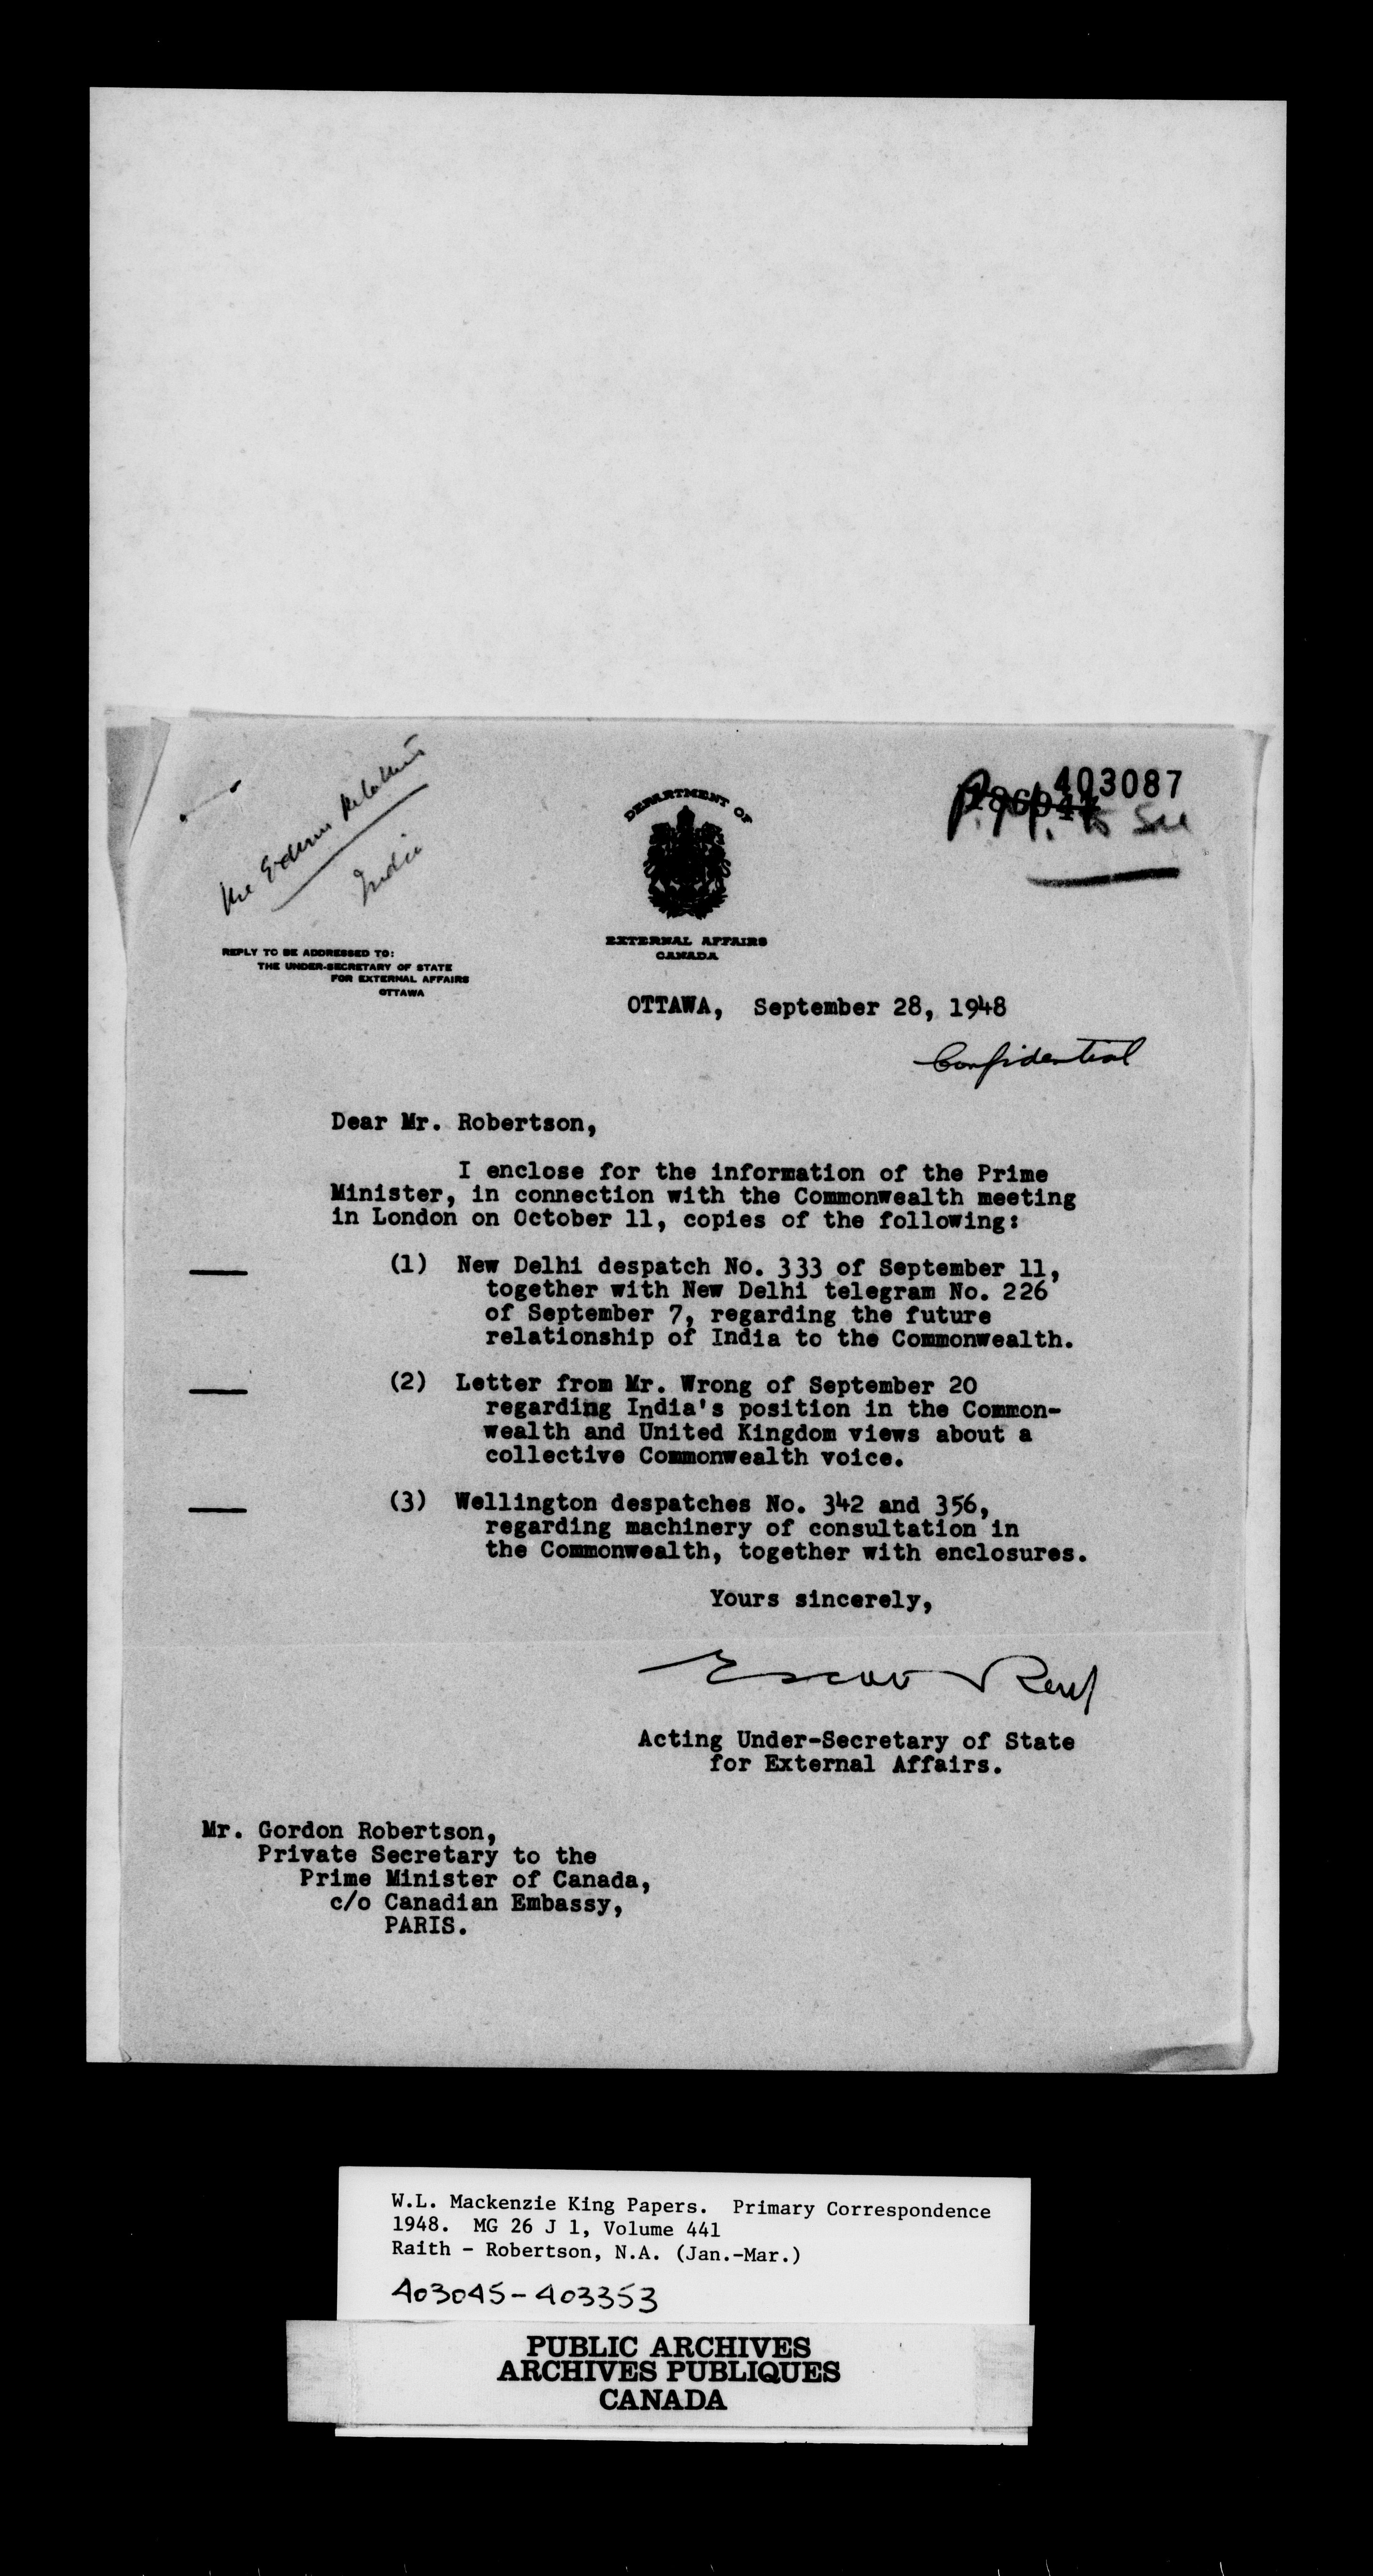 External Relations
India
403087
P.M. to see
DEPARTMENT OF
EXTERNAL AFFAIRS
CANADA
REPLY TO BE ADDRESSED TO:
THE UNDER-SECRETARY OF STATE
FOR EXTERNAL AFFAIRS
OTTAWA
OTTAWA, September 28, 1948
Confidential
Dear Mr. Robertson,
I enclose for the information of the Prime
Minister, in connection with the Commonwealth meeting
in London on October 11, copies of the following:
(1) New Delhi despatch No. 333 of September 11,
together with New Delhi telegram No. 226
of September 7, regarding the future
relationship of India to the Commonwealth.
(2) Letter from Mr. Wrong of September 20
regarding India's position in the Common-
wealth and United Kingdom views about a
collective Commonwealth voice.
(3) Wellington despatches No. 342 and 356,
regarding machinery of consultation in
the Commonwealth, together with enclosures.
Yours sincerely,
Escott Reid
Acting Under-Secretary of State
for External Affairs.
Mr. Gordon Robertson,
Private Secretary to the
Prime Minister of Canada,
c/o Canadian Embassy,
PARIS.
W.L. Mackenzie King Papers. Primary Correspondence
1948. MG 26 J 1, Volume 441
Raith - Robertson, N.A. (Jan.-Mar.)
403045-403353
PUBLIC ARCHIVES
ARCHIVES PUBLIQUES
CANADA